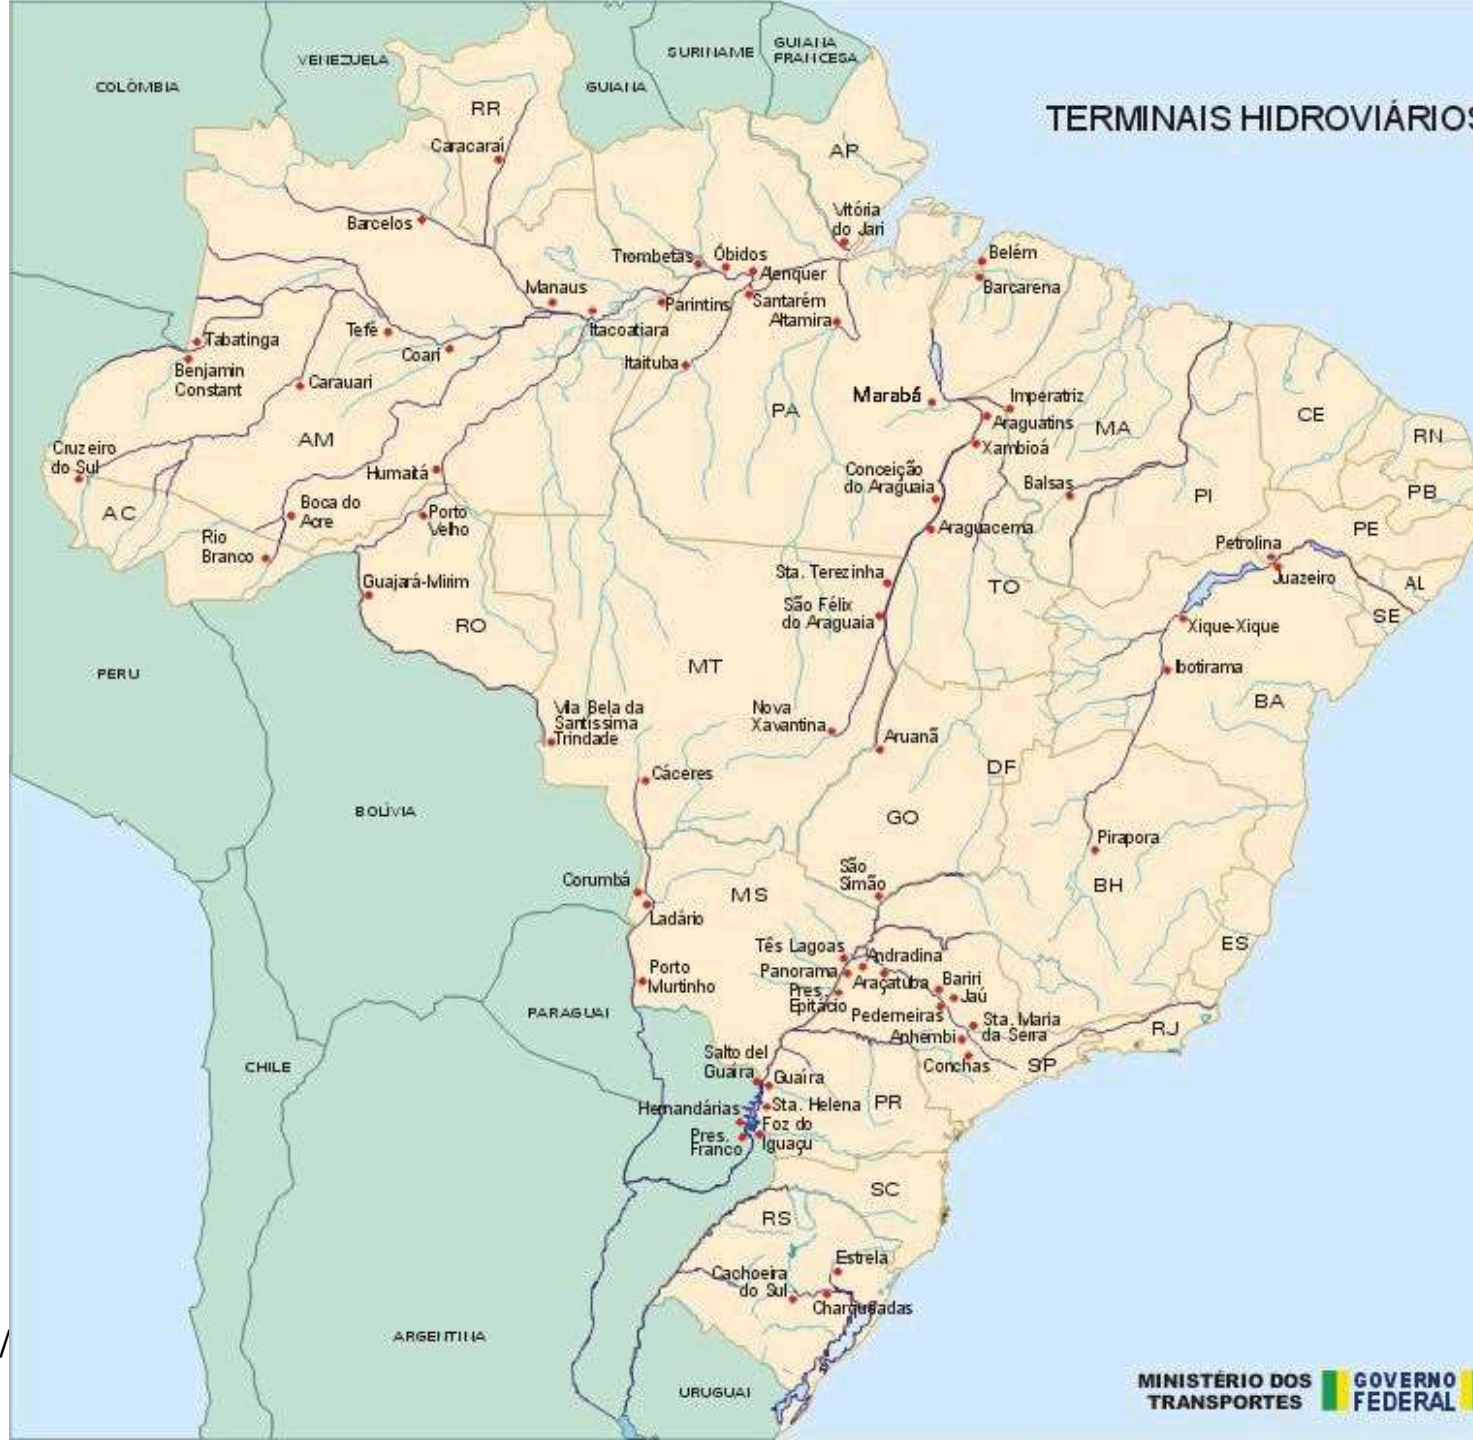 TERMINAIS HIDROVIÁRIOS
COLÔMBIA
VENEZUELA
GUIANA
SURINAME
GUIANA
FRANCESA
RR
Caracaraí
AP
Barcelos
Vitória
do Jari
Trombetas
Óbidos
Alenquer
Belém
Barcarena
Manaus
Itacoatiara
Parintins
Santarém
Altamira
Tabatinga
Tefé
Coari
Benjamin
Constant
Carauari
Itaituba
Marabá
Imperatriz
Araguatins
Xambioá
PA
MA
CE
RN
AM
Cruzeiro
do Sul
Humaitá
Conceição
do Araguaia
Balsas
PI
PB
AC
Boca do
Acre
Porto
Velho
Rio
Branco
Araguacema
PE
Petrolina
Juazeiro
AL
SE
Guajará-Mirim
Sta. Terezinha
São Félix
do Araguaia
TO
Xique-Xique
RO
PERU
MT
Ibotirama
BA
Vila Bela da
Santíssima
Trindade
Nova
Xavantina
Aruanã
Cáceres
DF
BOLÍVIA
GO
Pirapora
Corumbá
MS
São
Simão
BH
Ladário
ES
Tês Lagoas
Andradina
Panorama
Araçatuba
Bariri
Jaú
Porto
Murtinho
Pres.
Epitácio
PARAGUAI
Pederneiras
Sta. Maria
da Serra
RJ
Anhembi
Conchas
SP
CHILE
Salto del
Guaíra
Guaíra
Hernandárias
Sta. Helena
PR
Pres.
Franco
Foz do
Iguaçu
SC
RS
Estrela
Cachoeira
do Sul
Charqueadas
ARGENTINA
URUGUAI
MINISTÉRIO DOS
TRANSPORTES
GOVERNO
FEDERAL
/